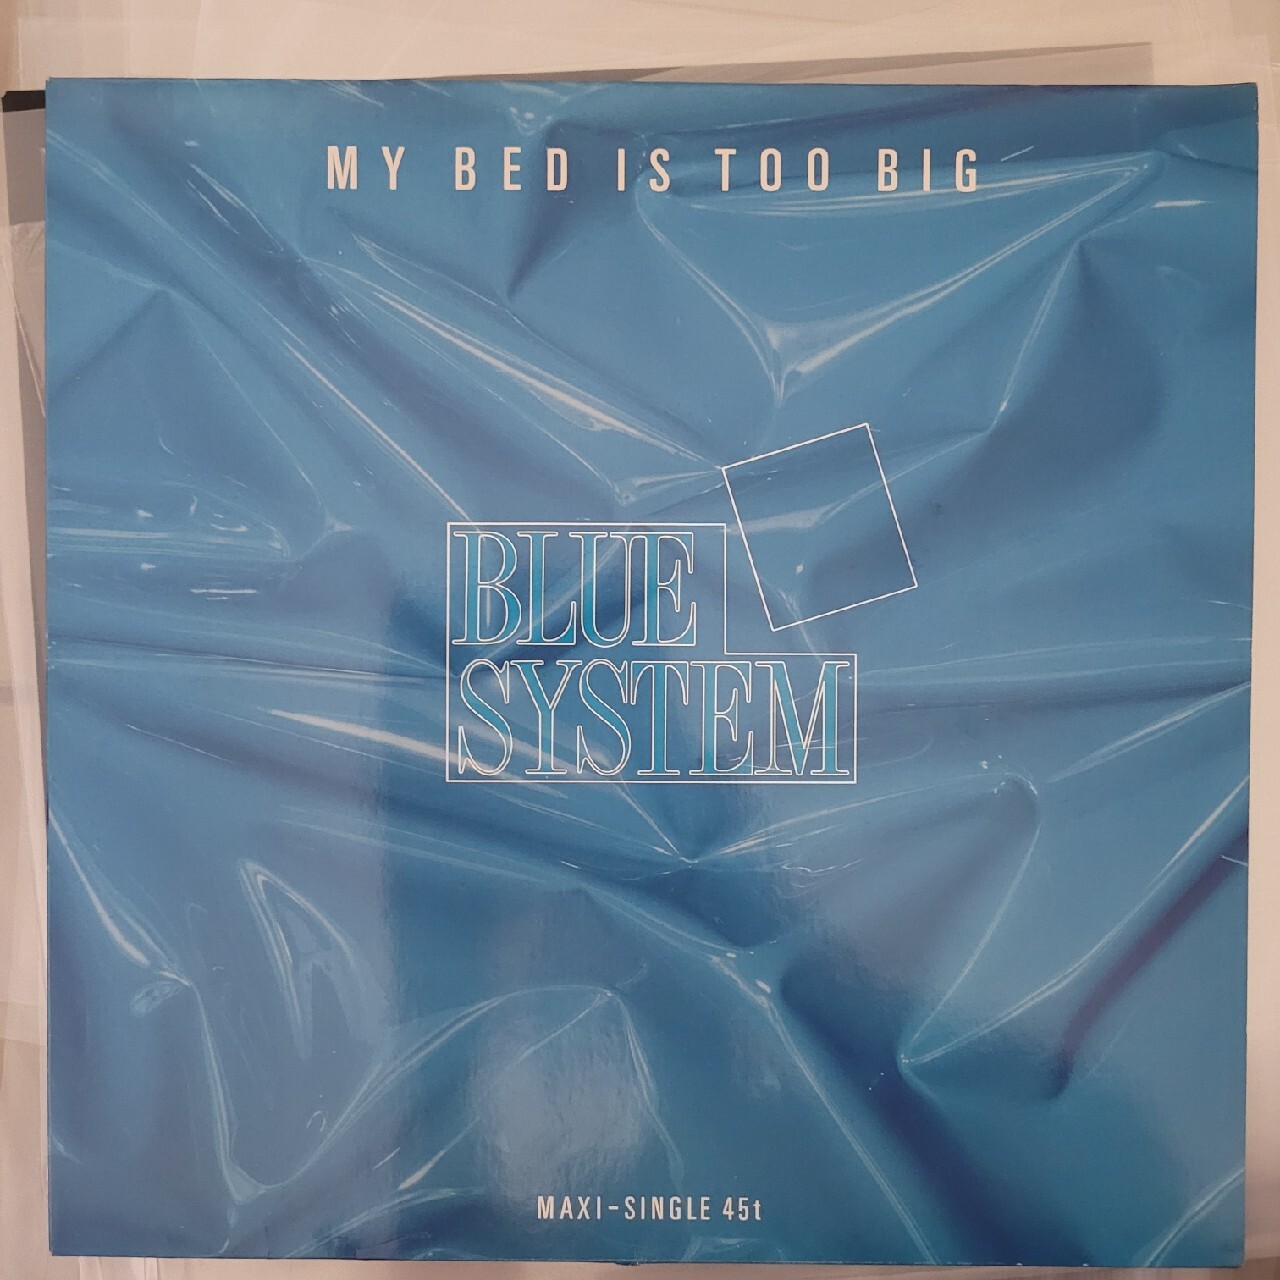 MY BED IS TOO BIG
BLUE
SYSTEM
MAXI-SINGLE 45t